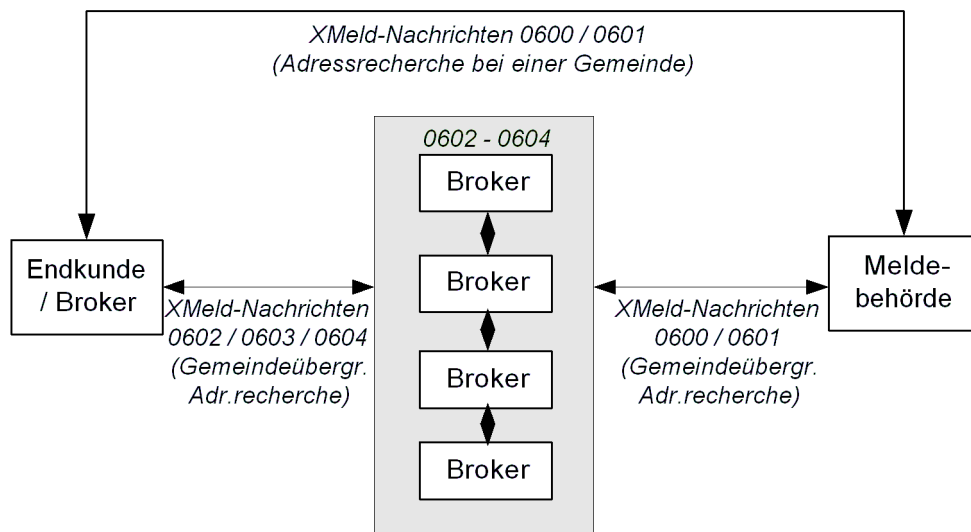 XMeld-Nachrichten 0600 / 0601
(Adressrecherche bei einer Gemeinde)
0602 - 0604
Broker
Broker
Broker
Broker
Endkunde
/ Broker
XMeld-Nachrichten
0602 / 0603 / 0604
(Gemeindeübergr.
Adr.recherche)
XMeld-Nachrichten
0600 / 0601
(Gemeindeübergr.
Adr.recherche)
Melde-
behörde